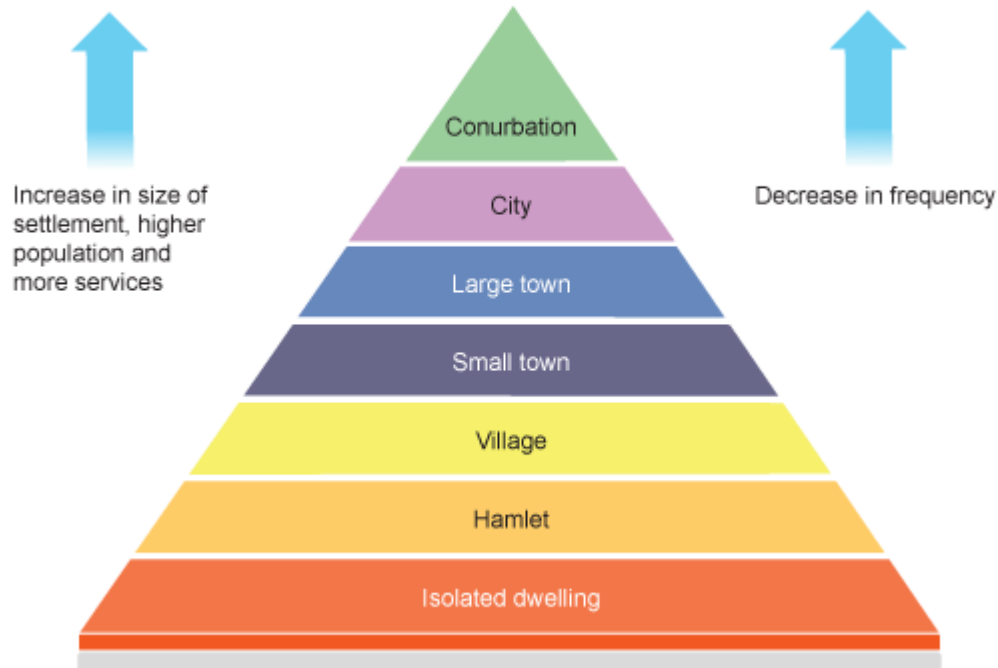 Conurbation
City
Large town
Small town
Village
Hamlet
Isolated dwelling
Increase in size of
settlement, higher
population and
more services
Decrease in frequency